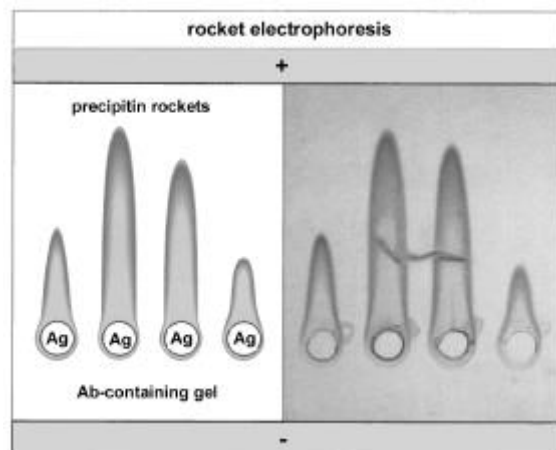 rocket electrophoresis
+
precipitin rockets
Ag Ag Ag Ag
Ab-containing gel
-